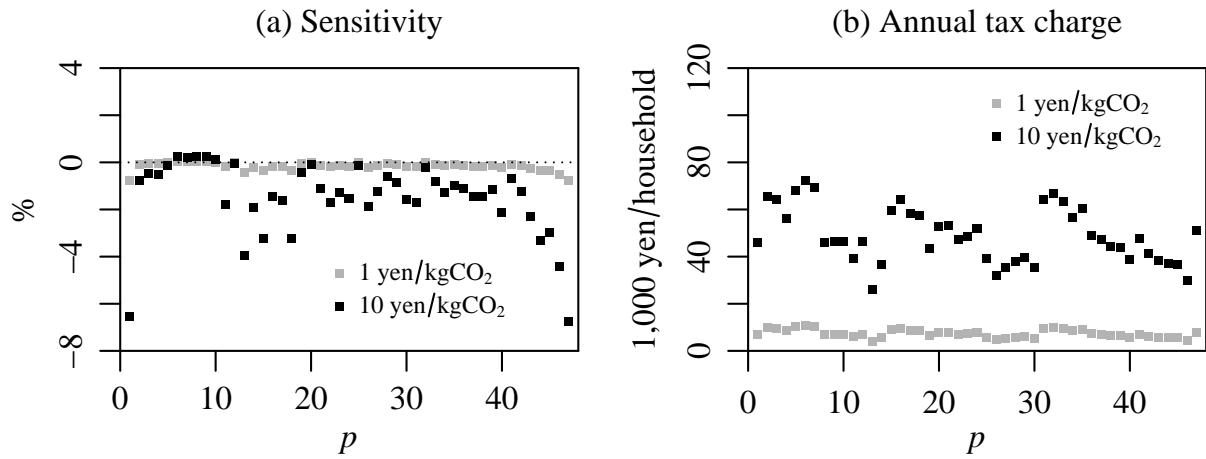 (a) Sensitivity
%
4
0
−4
−8
1 yen/kgCO₂
10 yen/kgCO₂
0 10 20 30 40
p
(b) Annual tax charge
1,000 yen/household
120
80
40
0
1 yen/kgCO₂
10 yen/kgCO₂
0 10 20 30 40
p